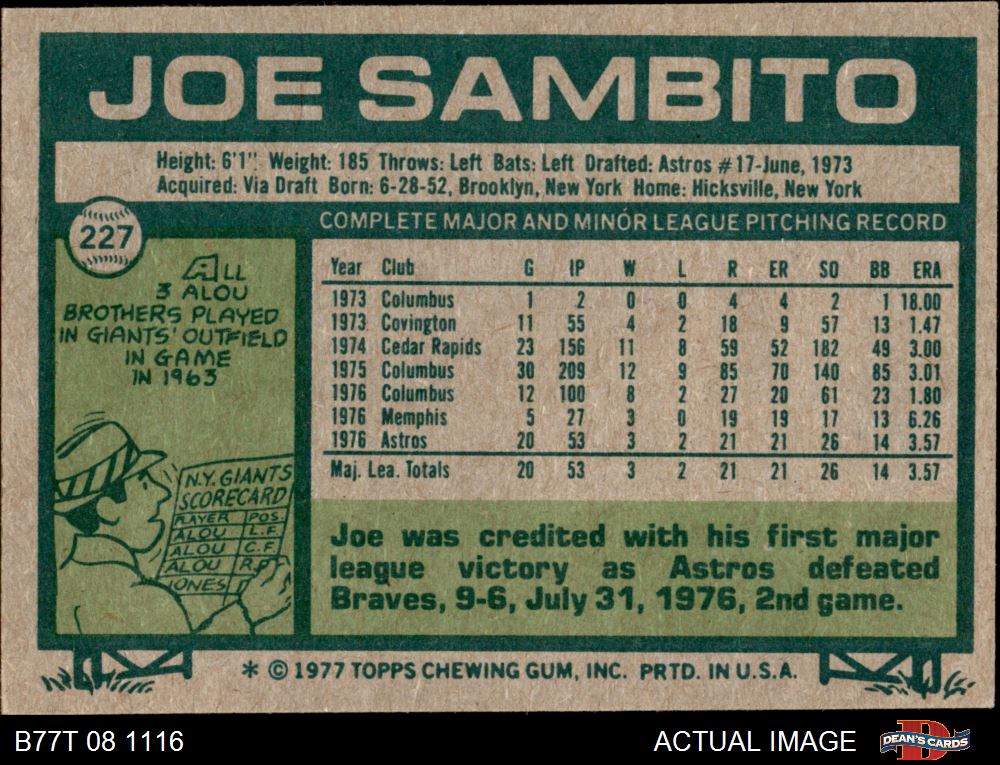 JOE SAMBITO
Height: 6'1" Weight: 185 Throws: Left Bats: Left Drafted: Astros #17-June, 1973
Acquired: Via Draft Born: 6-28-52, Brooklyn, New York Home: Hicksville, New York
227
COMPLETE MAJOR AND MINOR LEAGUE PITCHING RECORD
ALL
3 ALOU
BROTHERS PLAYED
IN GIANTS' OUTFIELD
IN GAME
IN 1963
N.Y. GIANTS
SCORECARD
PLAYER POS.
ALOU L.F.
ALOU C.F.
ALOU R.F.
JONES
Year Club G IP W L R ER SO BB ERA
1973 Columbus 1 2 0 0 4 4 2 1 18.00
1973 Covington 11 55 4 2 18 9 57 13 1.47
1974 Cedar Rapids 23 156 11 8 59 52 182 49 3.00
1975 Columbus 30 209 12 9 85 70 140 85 3.01
1976 Columbus 12 100 8 2 27 20 61 23 1.80
1976 Memphis 5 27 3 0 19 19 17 13 6.26
1976 Astros 20 53 3 2 21 21 26 14 3.57
Maj. Lea. Totals 20 53 3 2 21 21 26 14 3.57
Joe was credited with his first major
league victory as Astros defeated
Braves, 9-6, July 31, 1976, 2nd game.
* © 1977 TOPPS CHEWING GUM, INC. PRTD. IN U.S.A.
B77T 08 1116
ACTUAL IMAGE
DEAN'S CARDS